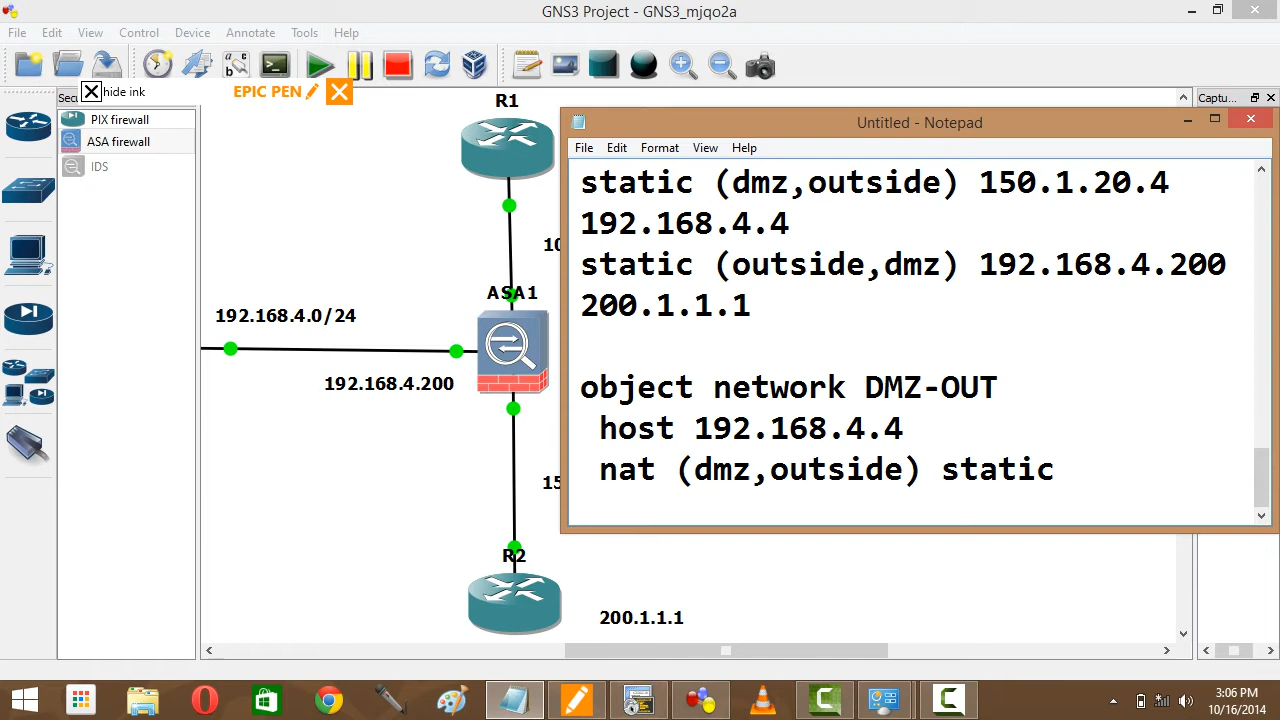 GNS3 Project - GNS3_mjqo2a
File Edit View Control Device Annotate Tools Help
Sec
hide ink
EPIC PEN
Captu...
PIX firewall
ASA firewall
IDS
R1
10
ASA1
192.168.4.0/24
192.168.4.200
15
R2
200.1.1.1
Untitled - Notepad
File Edit Format View Help
static (dmz,outside) 150.1.20.4
192.168.4.4
static (outside,dmz) 192.168.4.200
200.1.1.1
object network DMZ-OUT
host 192.168.4.4
nat (dmz,outside) static
3:06 PM
10/16/2014